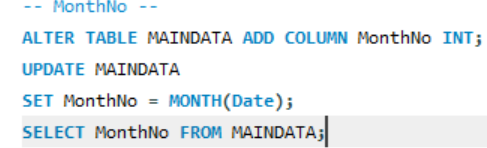 -- MonthNo --
ALTER TABLE MAINDATA ADD COLUMN MonthNo INT;
UPDATE MAINDATA
SET MonthNo = MONTH(Date);
SELECT MonthNo FROM MAINDATA;